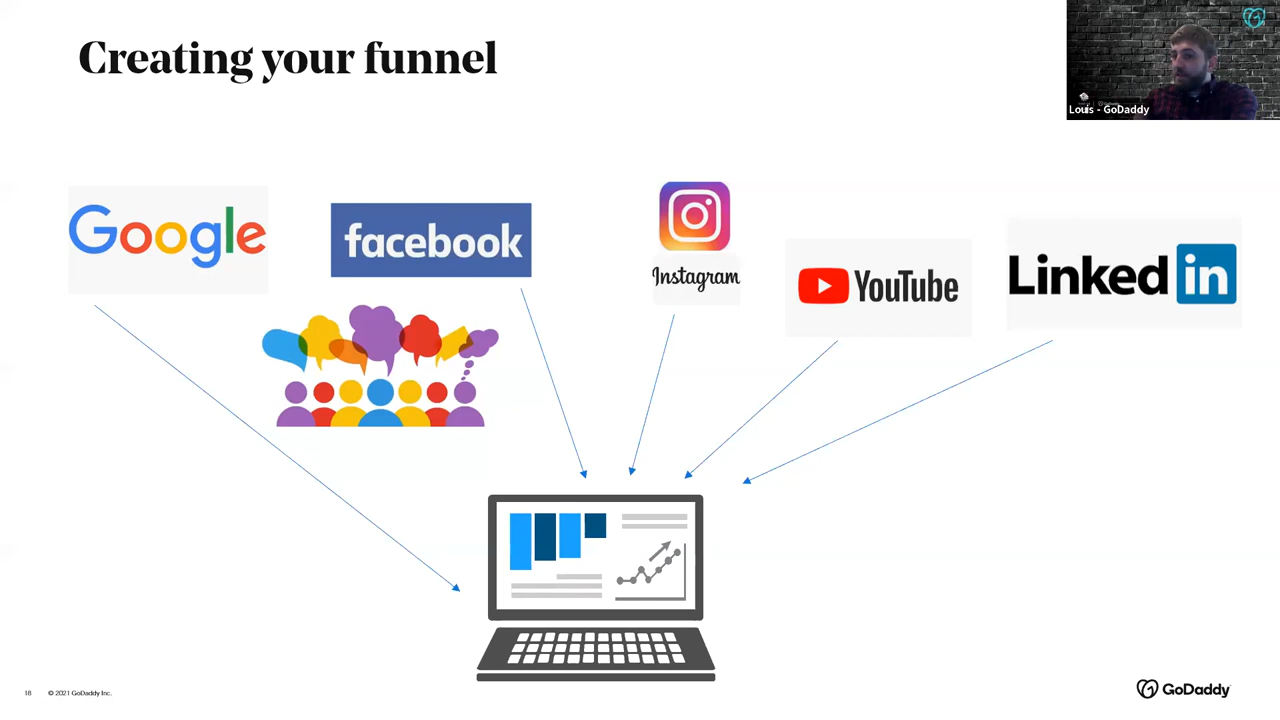 Creating your funnel
Louis - GoDaddy
Google
facebook
Instagram
YouTube
Linked in
18 © 2021 GoDaddy Inc.
GoDaddy